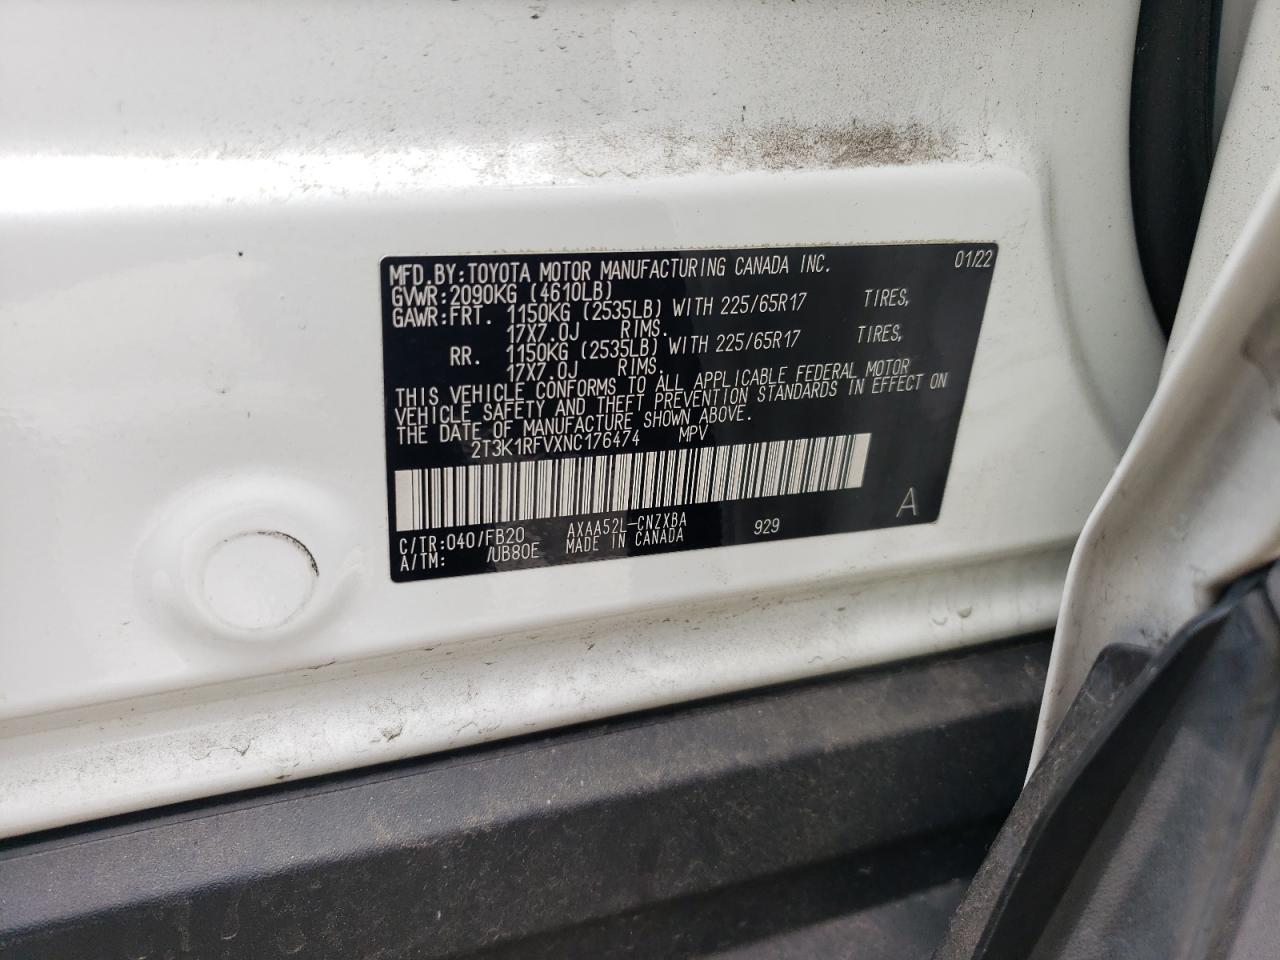 MFD.BY:TOYOTA MOTOR MANUFACTURING CANADA INC. 01/22
GVWR:2090KG (4610LB)
GAWR:FRT. 1150KG (2535LB) WITH 225/65R17 TIRES,
17X7.0J RIMS.
RR. 1150KG (2535LB) WITH 225/65R17 TIRES,
17X7.0J RIMS.
THIS VEHICLE CONFORMS TO ALL APPLICABLE FEDERAL MOTOR
VEHICLE SAFETY AND THEFT PREVENTION STANDARDS IN EFFECT ON
THE DATE OF MANUFACTURE SHOWN ABOVE.
2T3K1RFVXNC176474 MPV
C/TR:040/FB20 AXAA52L-CNZXBA 929 A
A/TM: /UB80E MADE IN CANADA